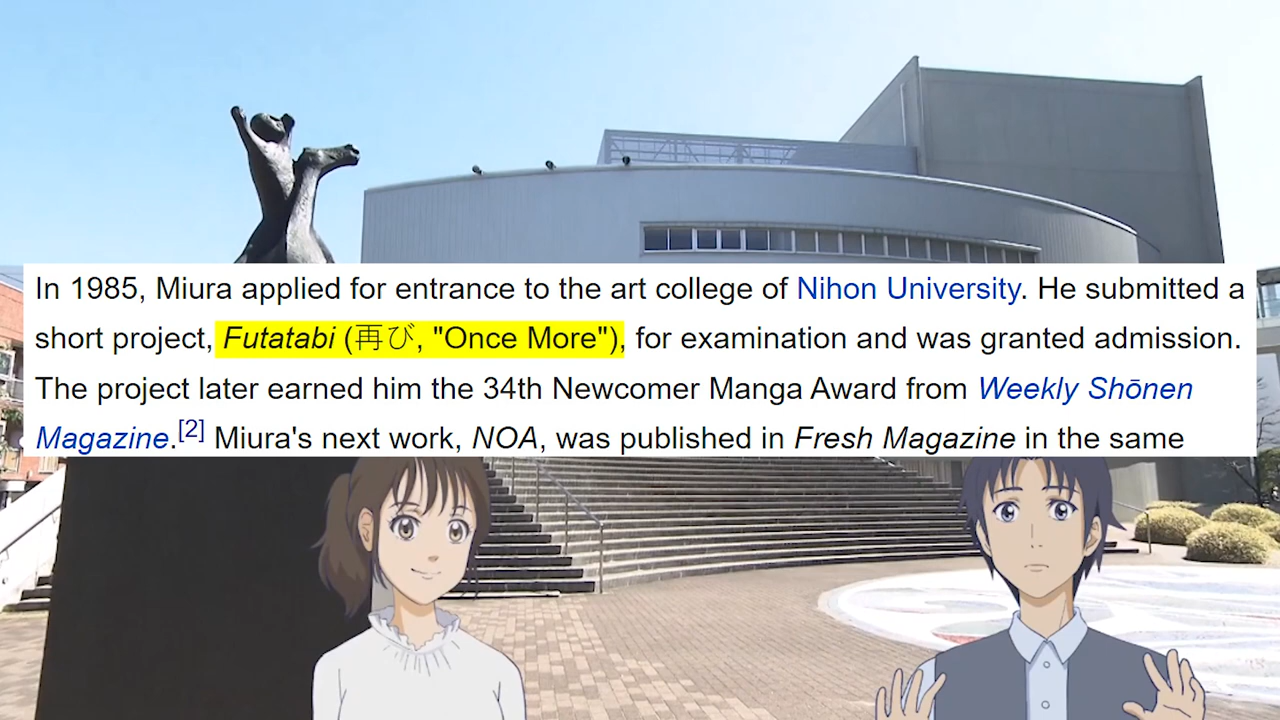 In 1985, Miura applied for entrance to the art college of Nihon University. He submitted a
short project, Futatabi (再び, "Once More"), for examination and was granted admission.
The project later earned him the 34th Newcomer Manga Award from Weekly Shōnen
Magazine.[2] Miura's next work, NOA, was published in Fresh Magazine in the same